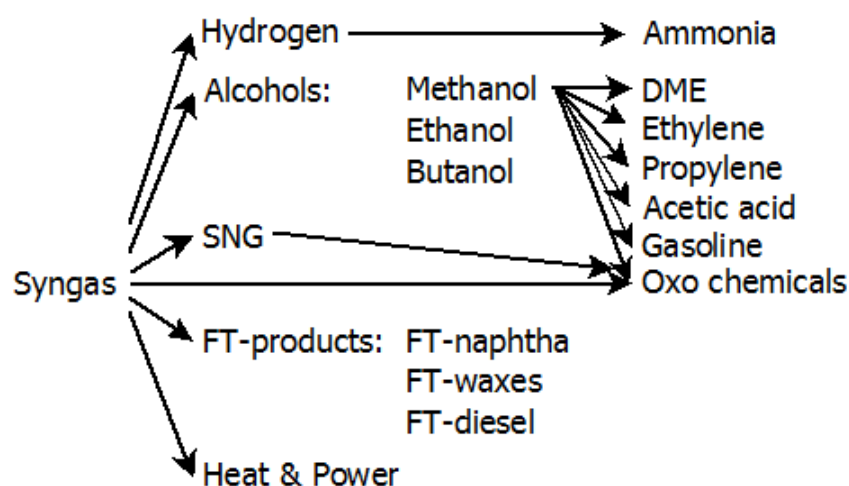 Hydrogen Ammonia
Alcohols: Methanol DME
Ethanol Ethylene
Butanol Propylene
Acetic acid
SNG Gasoline
Syngas Oxo chemicals
FT-products: FT-naphtha
FT-waxes
FT-diesel
Heat & Power